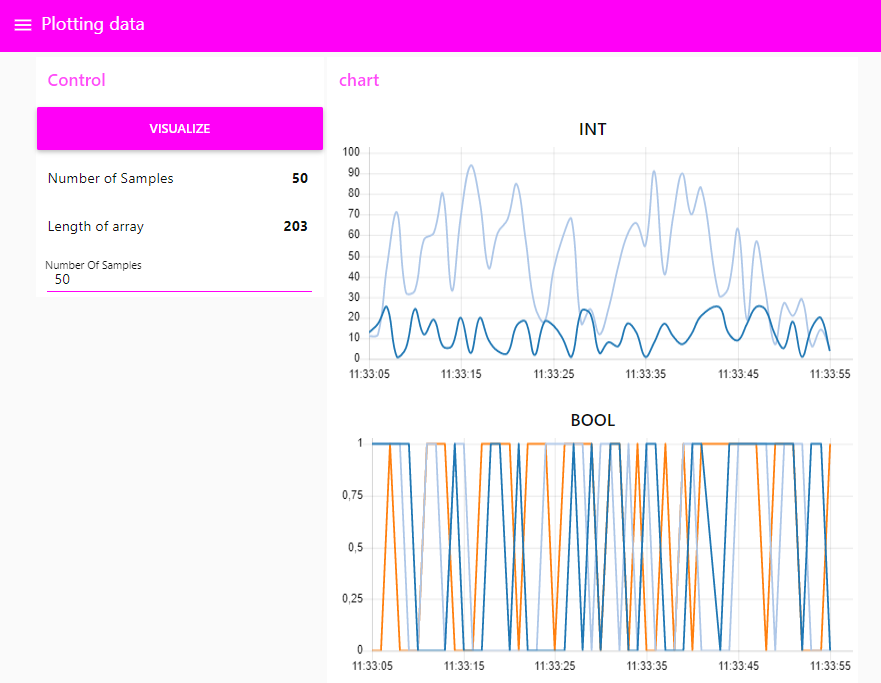 Plotting data
Control
VISUALIZE
Number of Samples 50
Length of array 203
Number Of Samples
50
chart
INT
100
90
80
70
60
50
40
30
20
10
0
11:33:05 11:33:15 11:33:25 11:33:35 11:33:45 11:33:55
BOOL
1
0,75
0,5
0,25
0
11:33:05 11:33:15 11:33:25 11:33:35 11:33:45 11:33:55